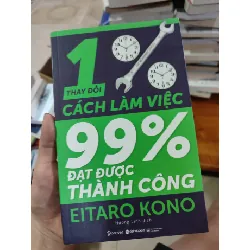 1%
THAY ĐỔI
CÁCH LÀM VIỆC
99%
ĐẠT ĐƯỢC
THÀNH CÔNG
EITARO KONO